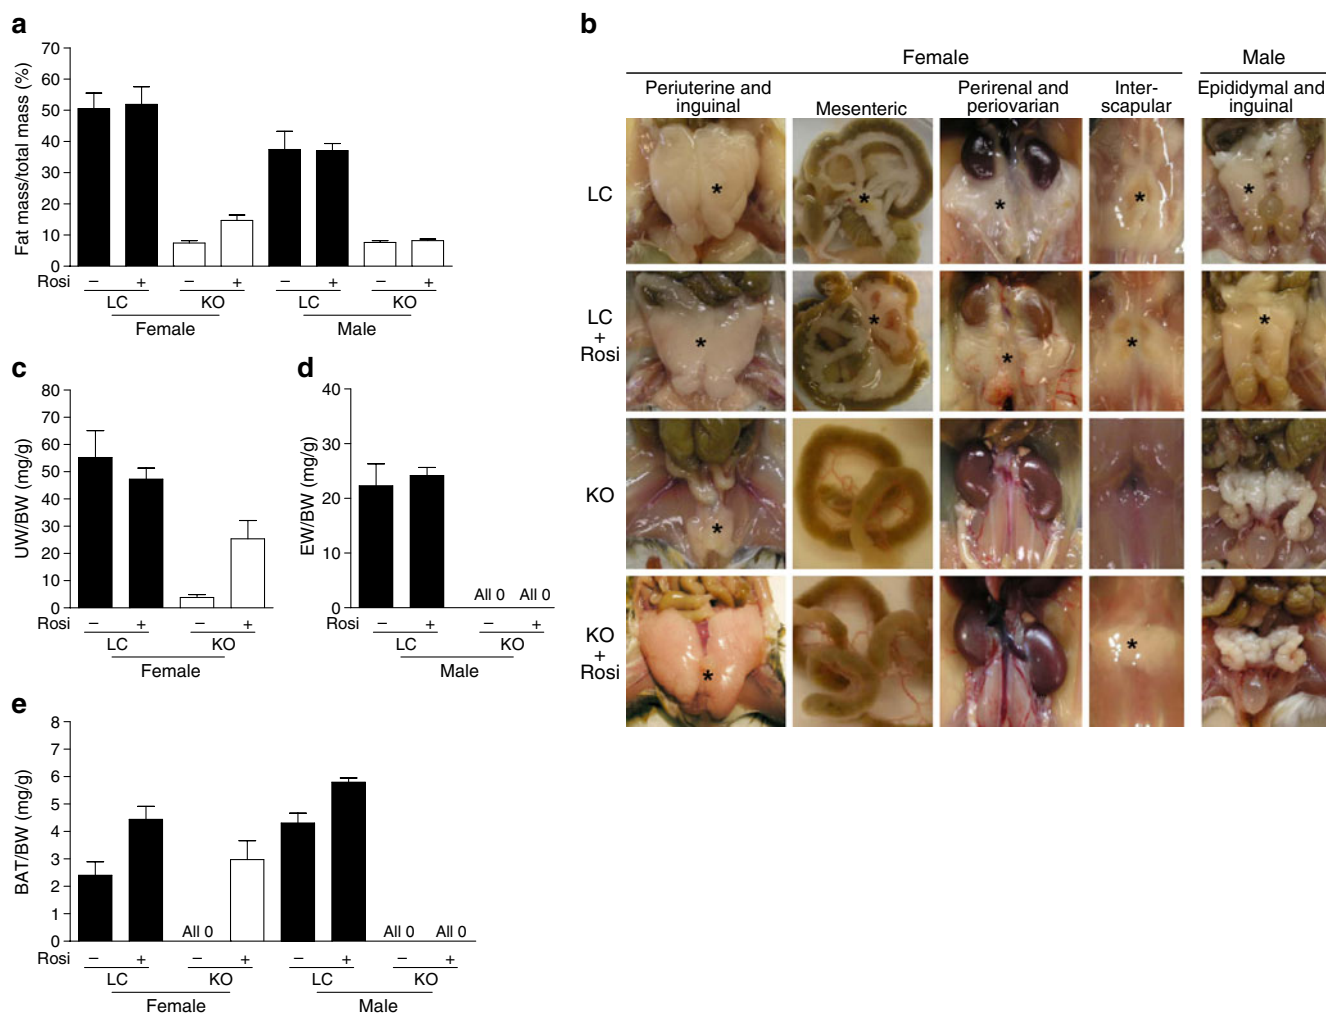 a
70
60
50
40
30
20
10
0
Fat mass/total mass (%)
Rosi − + − + − + − +
LC KO LC KO
Female Male
b
Female Male
Periuterine and inguinal
Mesenteric
Perirenal and periovarian
Inter-scapular
Epididymal and inguinal
LC
* * * * *
LC
+
Rosi
* * * * *
KO
*
KO
+
Rosi
* *
c
80
70
60
50
40
30
20
10
0
UW/BW (mg/g)
Rosi − + − +
LC KO
Female
d
40
30
20
10
0
EW/BW (mg/g)
All 0 All 0
Rosi − + − +
LC KO
Male
e
8
7
6
5
4
3
2
1
0
BAT/BW (mg/g)
All 0 All 0 All 0
Rosi − + − + − + − +
LC KO LC KO
Female Male